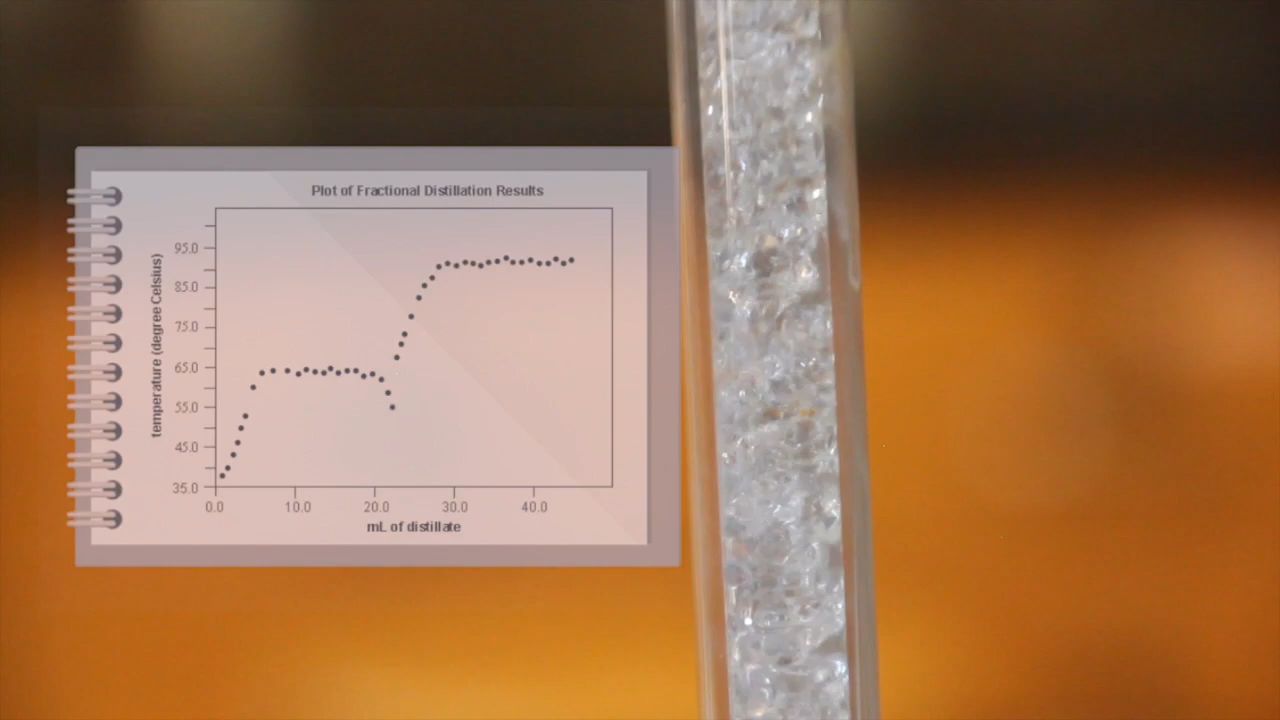 Plot of Fractional Distillation Results
temperature (degree Celsius)
95.0
85.0
75.0
65.0
55.0
45.0
35.0
0.0 10.0 20.0 30.0 40.0
mL of distillate